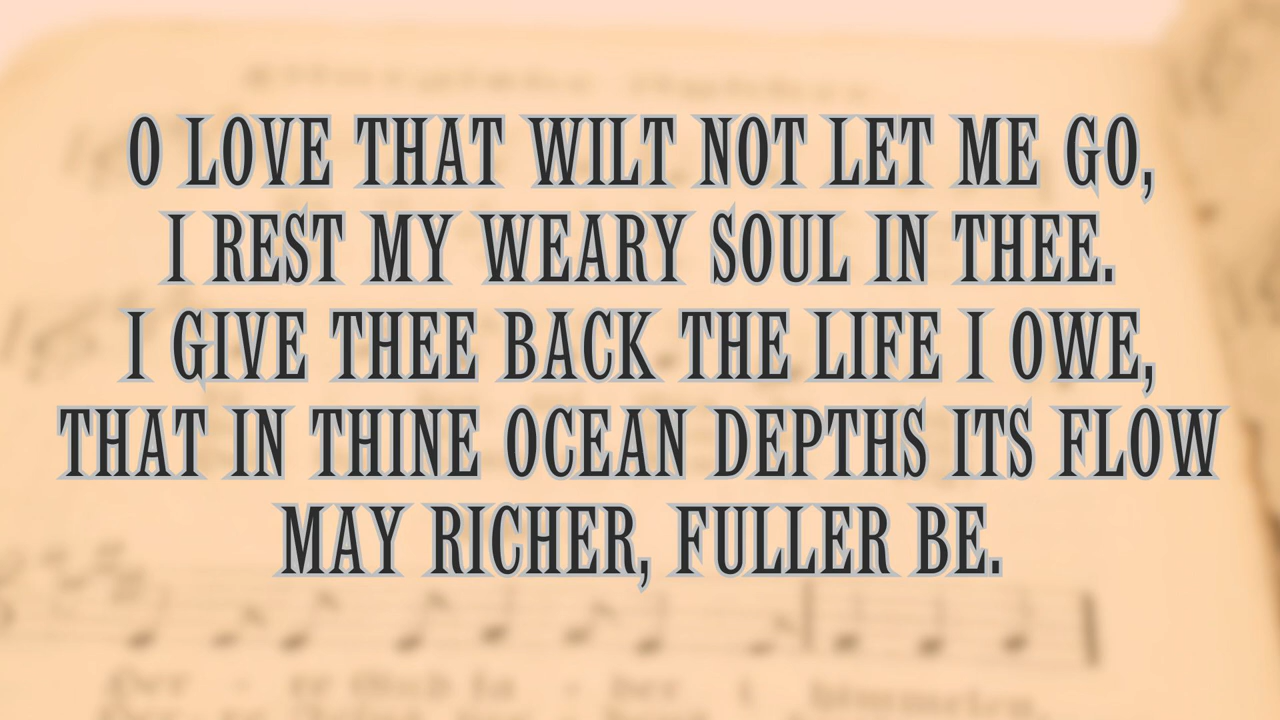 O LOVE THAT WILT NOT LET ME GO,
I REST MY WEARY SOUL IN THEE.
I GIVE THEE BACK THE LIFE I OWE,
THAT IN THINE OCEAN DEPTHS ITS FLOW
MAY RICHER, FULLER BE.